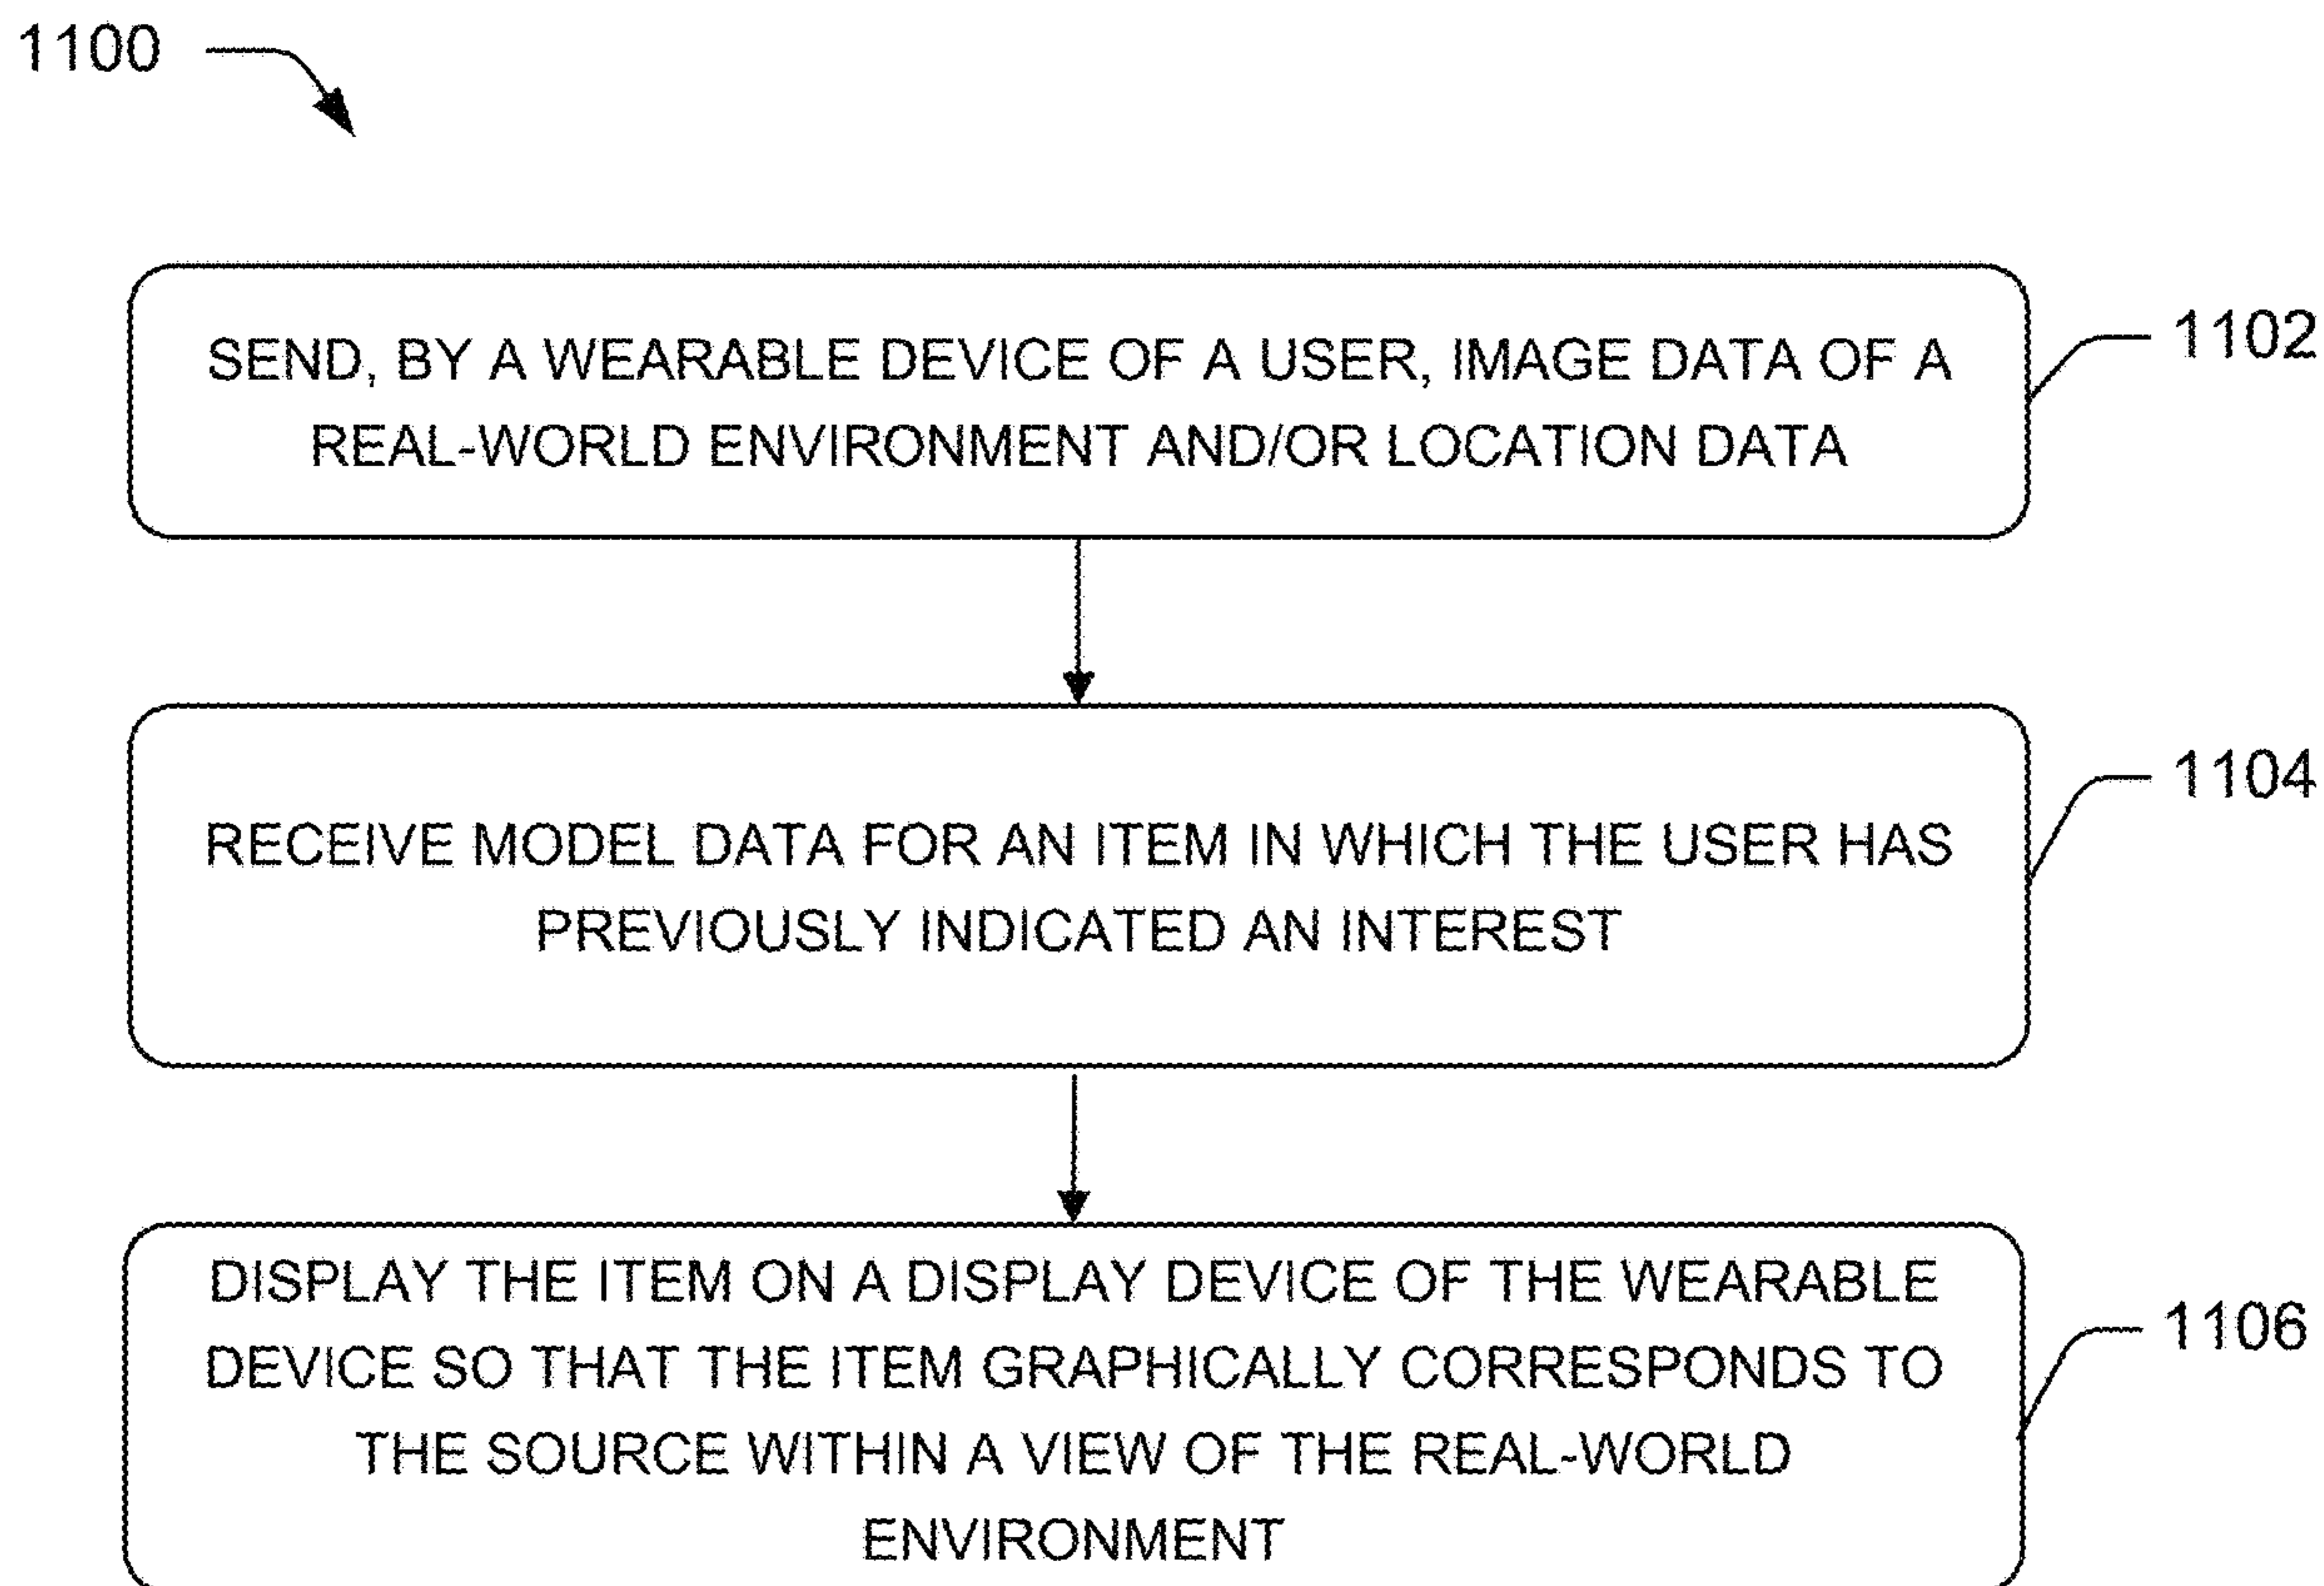 1100
SEND, BY A WEARABLE DEVICE OF A USER, IMAGE DATA OF A
REAL-WORLD ENVIRONMENT AND/OR LOCATION DATA
1102
RECEIVE MODEL DATA FOR AN ITEM IN WHICH THE USER HAS
PREVIOUSLY INDICATED AN INTEREST
1104
DISPLAY THE ITEM ON A DISPLAY DEVICE OF THE WEARABLE
DEVICE SO THAT THE ITEM GRAPHICALLY CORRESPONDS TO
THE SOURCE WITHIN A VIEW OF THE REAL-WORLD
ENVIRONMENT
1106